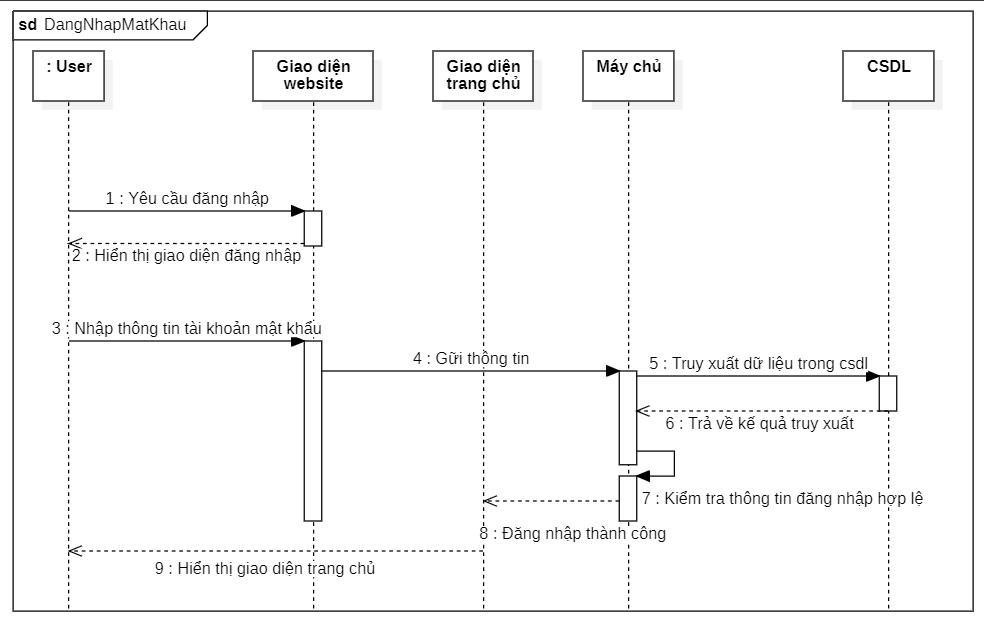 sd DangNhapMatKhau
: User
Giao diện
website
Giao diện
trang chủ
Máy chủ
CSDL
1 : Yêu cầu đăng nhập
2 : Hiển thị giao diện đăng nhập
3 : Nhập thông tin tài khoản mật khẩu
4 : Gửi thông tin
5 : Truy xuất dữ liệu trong csdl
6 : Trả về kế quả truy xuất
7 : Kiểm tra thông tin đăng nhập hợp lệ
8 : Đăng nhập thành công
9 : Hiển thị giao diện trang chủ